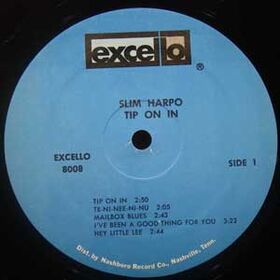 excello
®
SLIM HARPO
TIP ON IN
EXCELLO
8008
SIDE 1
TIP ON IN 2:50
TE-NI-NEE-NI-NU 2:05
MAILBOX BLUES 2:43
I'VE BEEN A GOOD THING FOR YOU 3:23
HEY LITTLE LEE 2:44
Dist. by Nashboro Record Co., Nashville, Tenn.